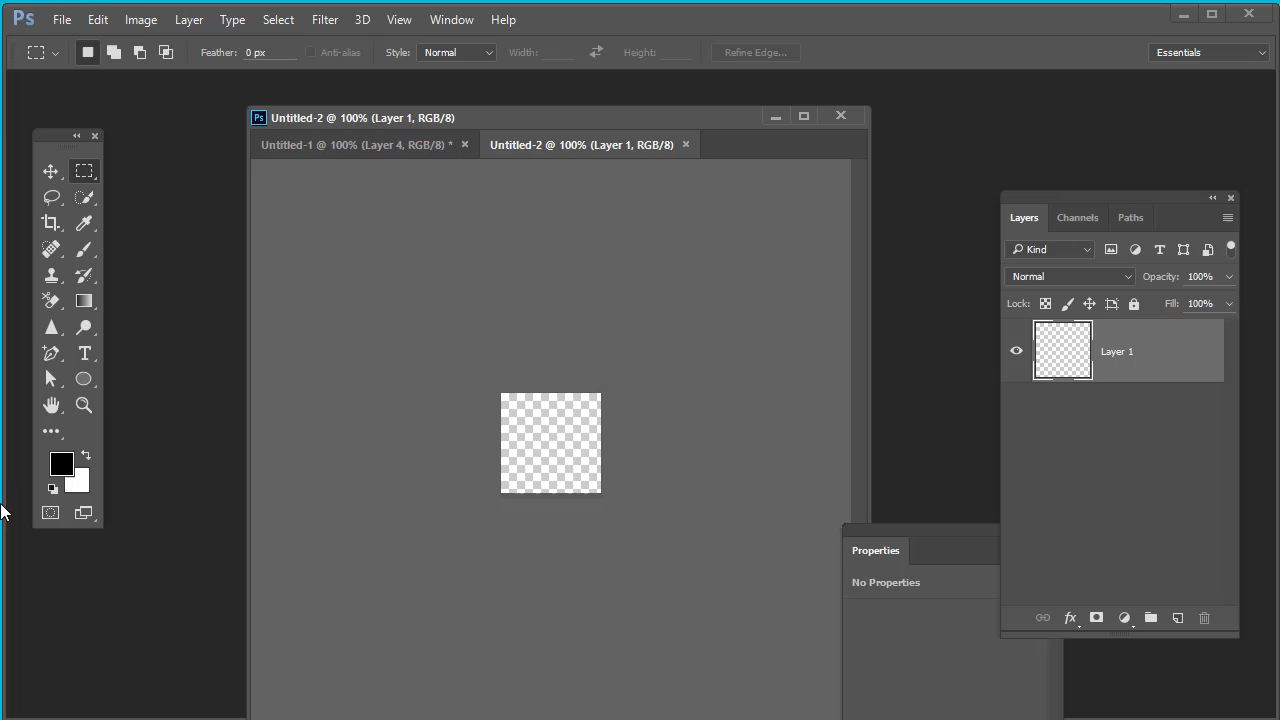 Ps File Edit Image Layer Type Select Filter 3D View Window Help
Feather: 0 px Anti-alias Style: Normal Width: Height: Refine Edge... Essentials
Ps Untitled-2 @ 100% (Layer 1, RGB/8)
Untitled-1 @ 100% (Layer 4, RGB/8) * Untitled-2 @ 100% (Layer 1, RGB/8)
Layers Channels Paths
Kind
Normal Opacity: 100%
Lock: Fill: 100%
Layer 1
fx
Properties
No Properties